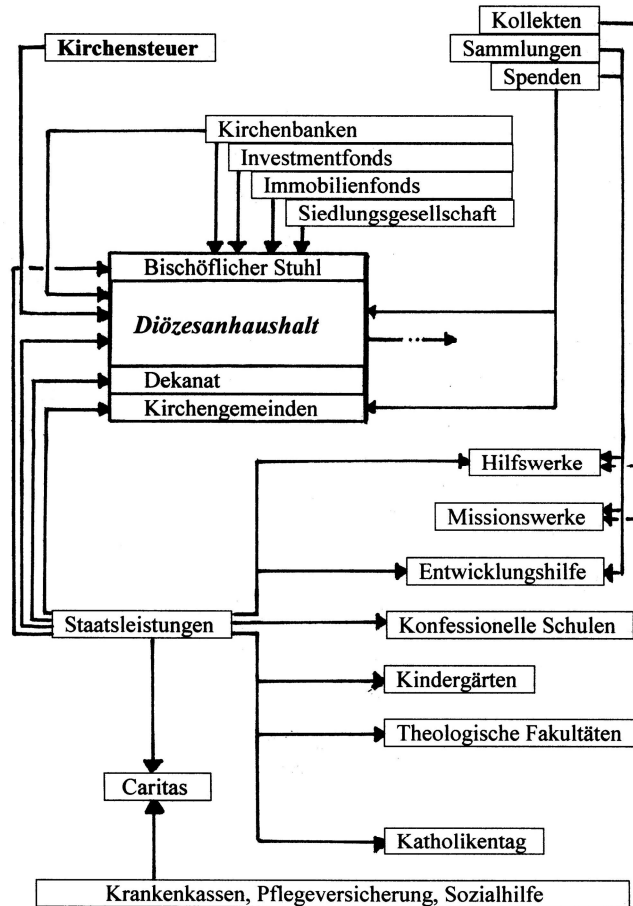 Kollekten
Kirchensteuer
Sammlungen
Spenden
Kirchenbanken
Investmentfonds
Immobilienfonds
Siedlungsgesellschaft
Bischöflicher Stuhl
Diözesanhaushalt
Dekanat
Kirchengemeinden
Hilfswerke
Missionswerke
Entwicklungshilfe
Staatsleistungen
Konfessionelle Schulen
Kindergärten
Theologische Fakultäten
Caritas
Katholikentag
Krankenkassen, Pflegeversicherung, Sozialhilfe